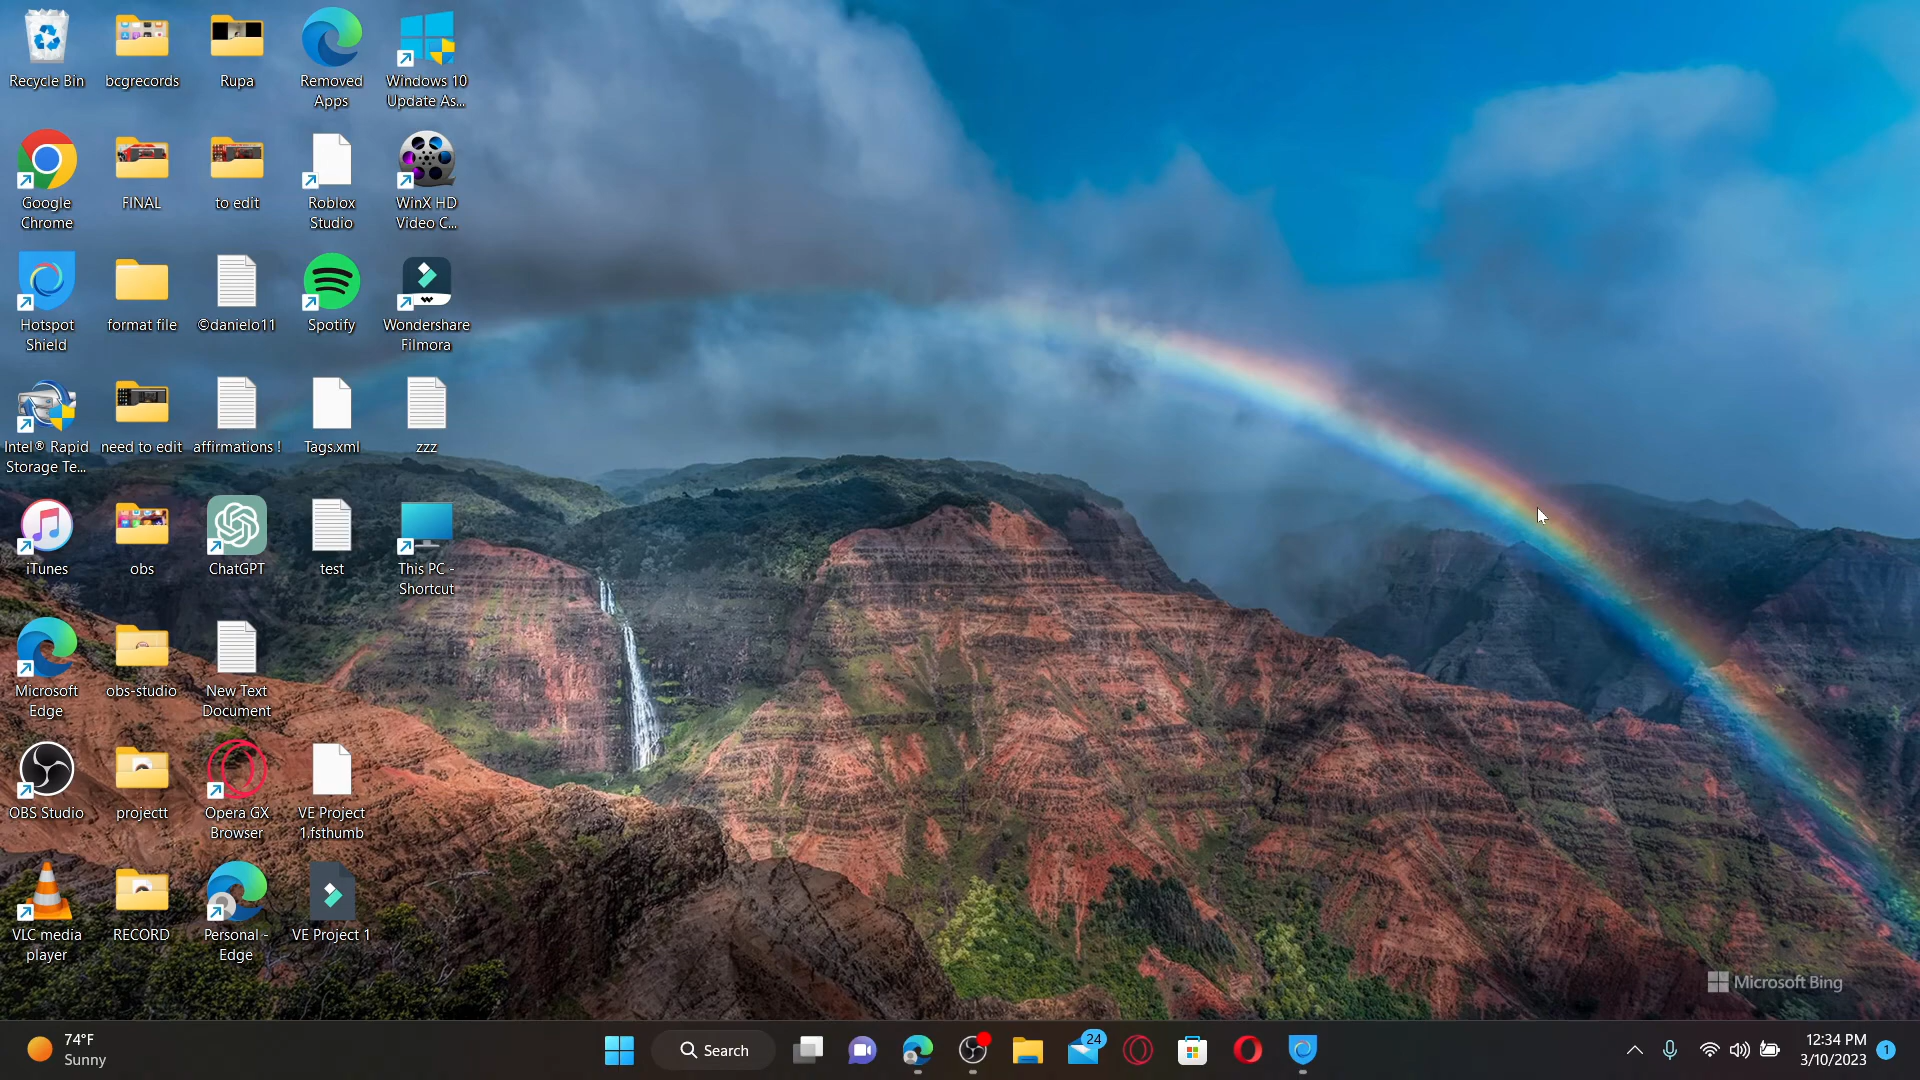 Recycle Bin
bcgrecords
Rupa
Removed
Apps
Windows 10
Update As...
Google
Chrome
FINAL
to edit
Roblox
Studio
WinX HD
Video C...
Hotspot
Shield
format file
©danielo11
Spotify
Wondershare
Filmora
Intel® Rapid
Storage Te...
need to edit
affirmations !
Tags.xml
zzz
iTunes
obs
ChatGPT
test
This PC -
Shortcut
Microsoft
Edge
obs-studio
New Text
Document
OBS Studio
projectt
Opera GX
Browser
VE Project
1.fsthumb
VLC media
player
RECORD
Personal -
Edge
VE Project 1
Microsoft Bing
74°F
Sunny
Search
24
12:34 PM
3/10/2023
1